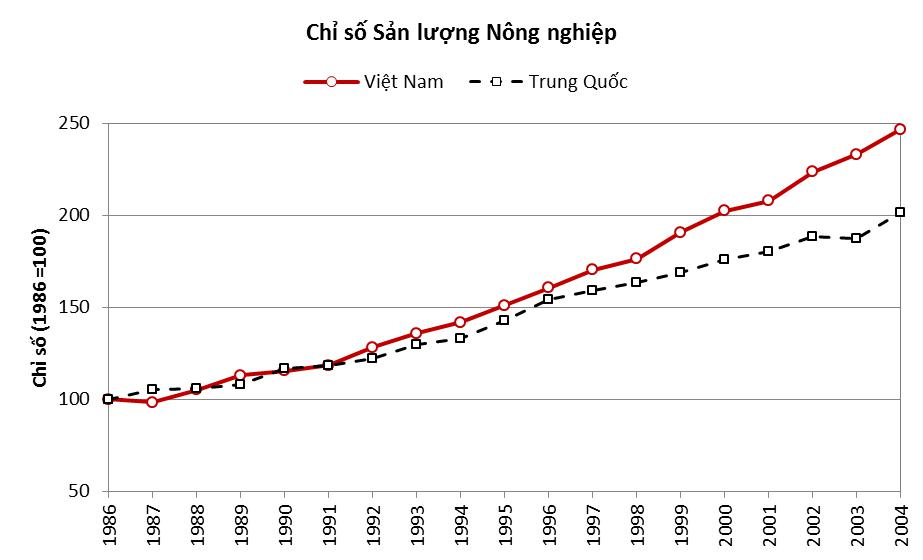 Chỉ số Sản lượng Nông nghiệp
Việt Nam Trung Quốc
Chỉ số (1986 =100)
250
200
150
100
50
1986 1987 1988 1989 1990 1991 1992 1993 1994 1995 1996 1997 1998 1999 2000 2001 2002 2003 2004